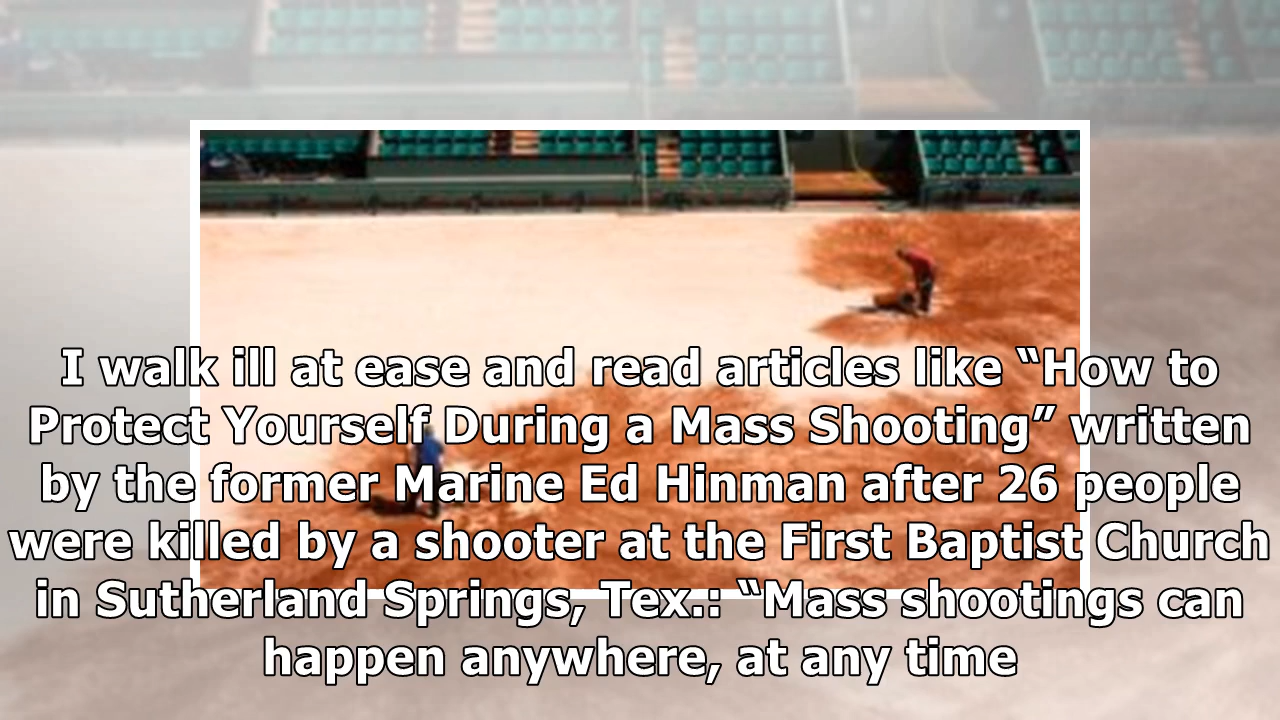 I walk ill at ease and read articles like “How to
Protect Yourself During a Mass Shooting” written
by the former Marine Ed Hinman after 26 people
were killed by a shooter at the First Baptist Church
in Sutherland Springs, Tex.: “Mass shootings can
happen anywhere, at any time